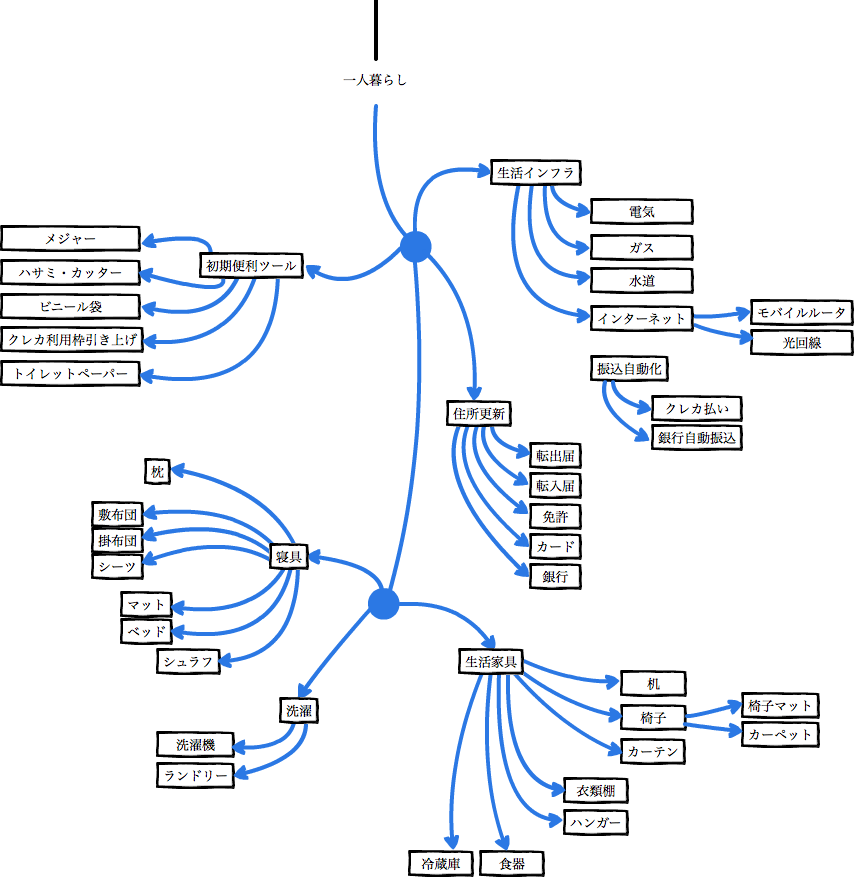 一人暮らし
生活インフラ
電気
ガス
水道
インターネット
モバイルルータ
光回線
振込自動化
クレカ払い
銀行自動振込
初期便利ツール
メジャー
ハサミ・カッター
ビニール袋
クレカ利用枠引き上げ
トイレットペーパー
住所更新
転出届
転入届
免許
カード
銀行
寝具
枕
敷布団
掛布団
シーツ
マット
ベッド
シュラフ
洗濯
洗濯機
ランドリー
生活家具
机
椅子
椅子マット
カーペット
カーテン
衣類棚
ハンガー
食器
冷蔵庫